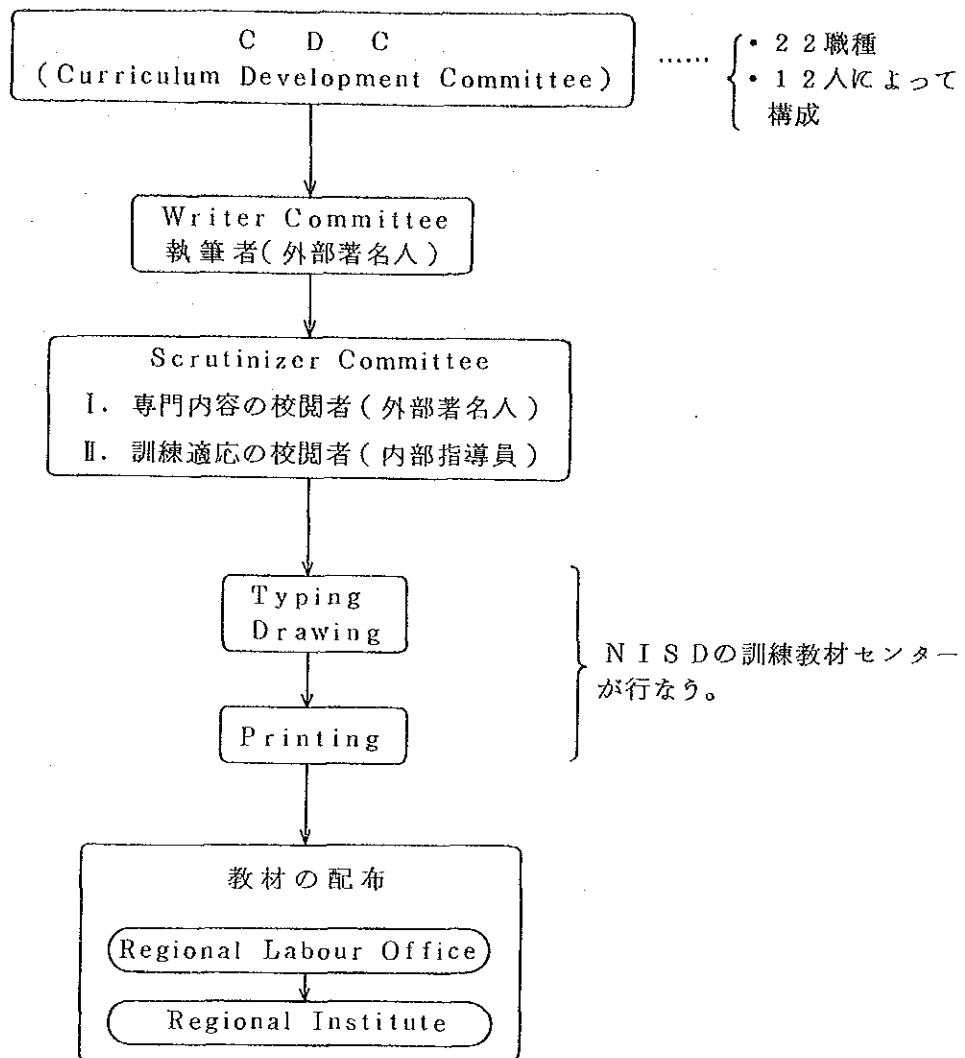 C D C
(Curriculum Development Committee)
……
・22職種
・12人によって
構成
Writer Committee
執筆者(外部著名人)
Scrutinizer Committee
Ⅰ. 専門内容の校閲者(外部著名人)
Ⅱ. 訓練適応の校閲者(内部指導員)
Typing
Drawing
NISDの訓練教材センター
が行なう。
Printing
教材の配布
Regional Labour Office
Regional Institute